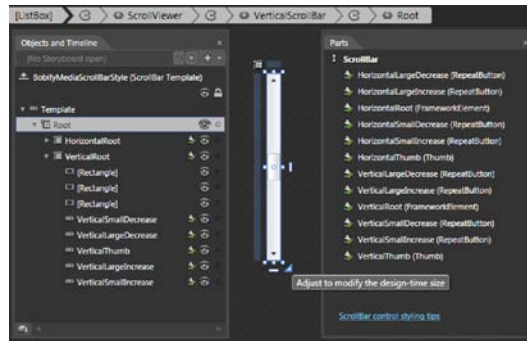 [ListBox]
ScrollViewer
VerticalScrollBar
Root
Objects and Timeline
(No Storyboard open)
BobifyMediaScrollBarStyle (ScrollBar Template)
Template
Root
HorizontalRoot
VerticalRoot
[Rectangle]
[Rectangle]
[Rectangle]
VerticalSmallDecrease
VerticalLargeDecrease
VerticalThumb
VerticalLargeIncrease
VerticalSmallIncrease
Adjust to modify the design-time size
Parts
ScrollBar
HorizontalLargeDecrease (RepeatButton)
HorizontalLargeIncrease (RepeatButton)
HorizontalRoot (FrameworkElement)
HorizontalSmallDecrease (RepeatButton)
HorizontalSmallIncrease (RepeatButton)
HorizontalThumb (Thumb)
VerticalLargeDecrease (RepeatButton)
VerticalLargeIncrease (RepeatButton)
VerticalRoot (FrameworkElement)
VerticalSmallDecrease (RepeatButton)
VerticalSmallIncrease (RepeatButton)
VerticalThumb (Thumb)
ScrollBar control styling tips